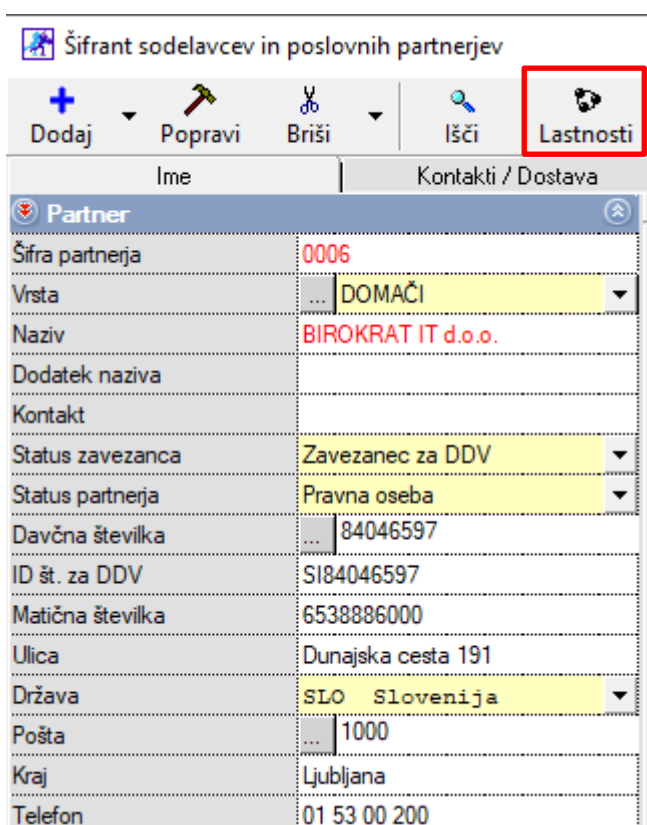 Šifrant sodelavcev in poslovnih partnerjev
Dodaj Popravi Briši Išči Lastnosti
Ime Kontakti / Dostava
Partner
Šifra partnerja 0006
Vrsta ... DOMAČI
Naziv BIROKRAT IT d.o.o.
Dodatek naziva
Kontakt
Status zavezanca Zavezanec za DDV
Status partnerja Pravna oseba
Davčna številka ... 84046597
ID št. za DDV SI84046597
Matična številka 6538886000
Ulica Dunajska cesta 191
Država SLO Slovenija
Pošta ... 1000
Kraj Ljubljana
Telefon 01 53 00 200